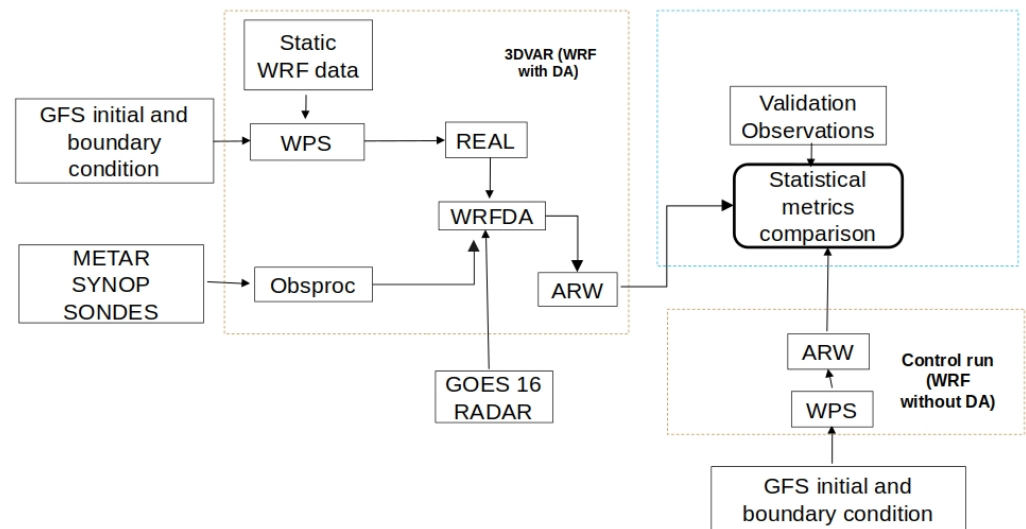 Static
WRF data
3DVAR (WRF
with DA)
GFS initial and
boundary
condition
WPS
REAL
Validation
Observations
Statistical
metrics
comparison
WRFDA
METAR
SYNOP
SONDES
Obsproc
ARW
GOES 16
RADAR
ARW
Control run
(WRF
without DA)
WPS
GFS initial and
boundary condition